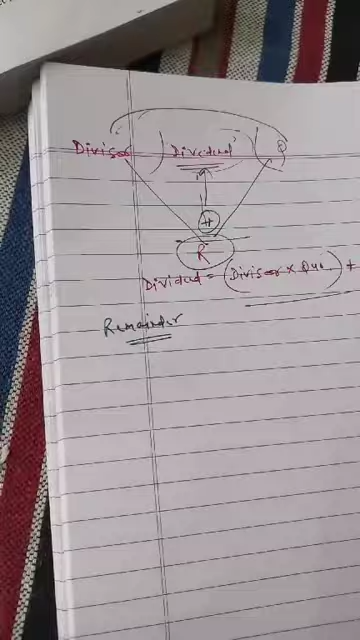 Divisor ) Dividend ( Q
+
R
Dividend = (Divisor x Quo.) +
Remainder